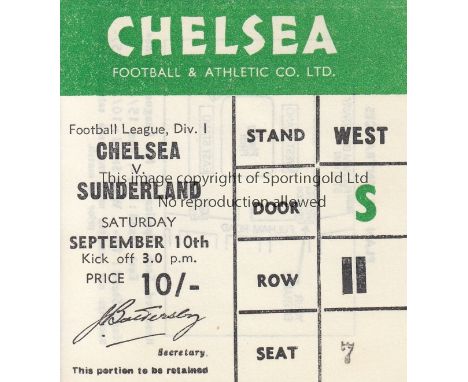 CHELSEA
FOOTBALL & ATHLETIC CO. LTD.
Football League, Div. I
CHELSEA
V
SUNDERLAND
SATURDAY
SEPTEMBER 10th
Kick off 3.0 p.m.
PRICE 10/-
J. Battersby
Secretary.
This portion to be retained
STAND WEST
DOOR S
ROW 11
SEAT 7
This image copyright of Sportingold Ltd
No reproduction allowed